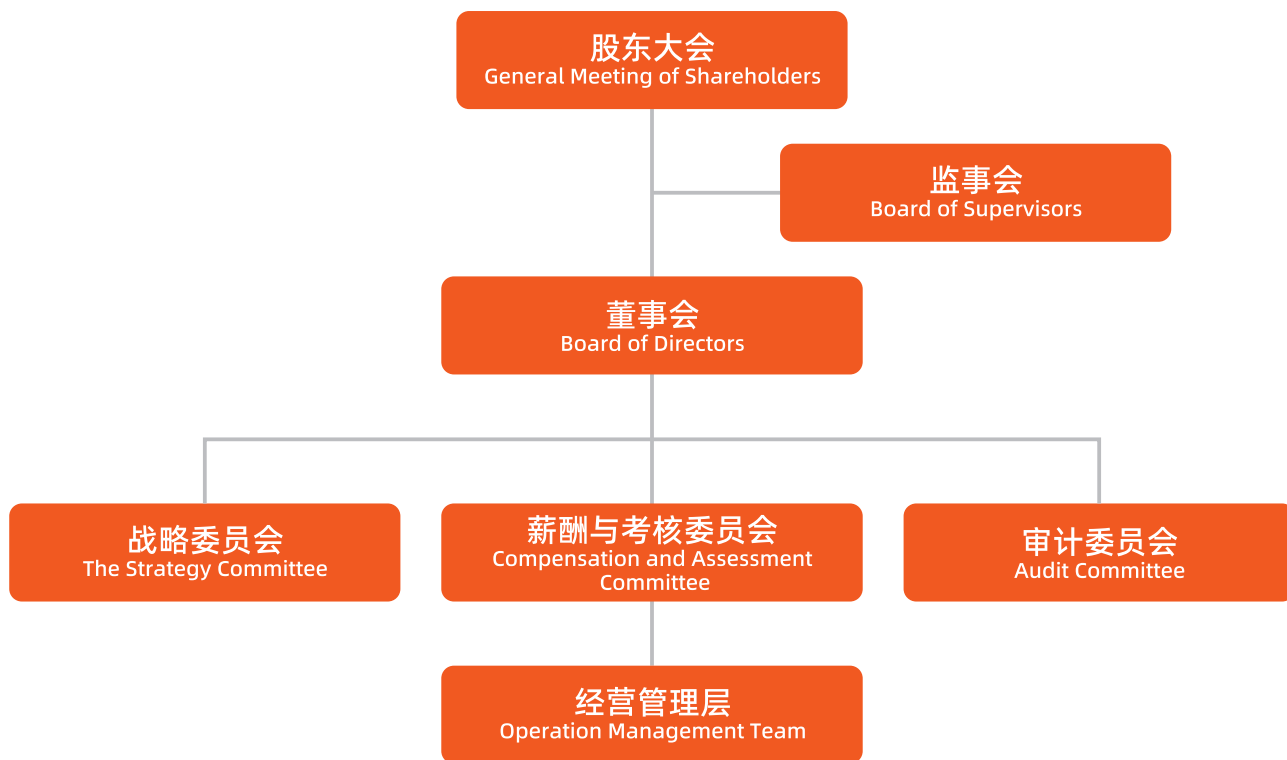 股东大会
General Meeting of Shareholders
监事会
Board of Supervisors
董事会
Board of Directors
战略委员会
The Strategy Committee
薪酬与考核委员会
Compensation and Assessment
Committee
审计委员会
Audit Committee
经营管理层
Operation Management Team